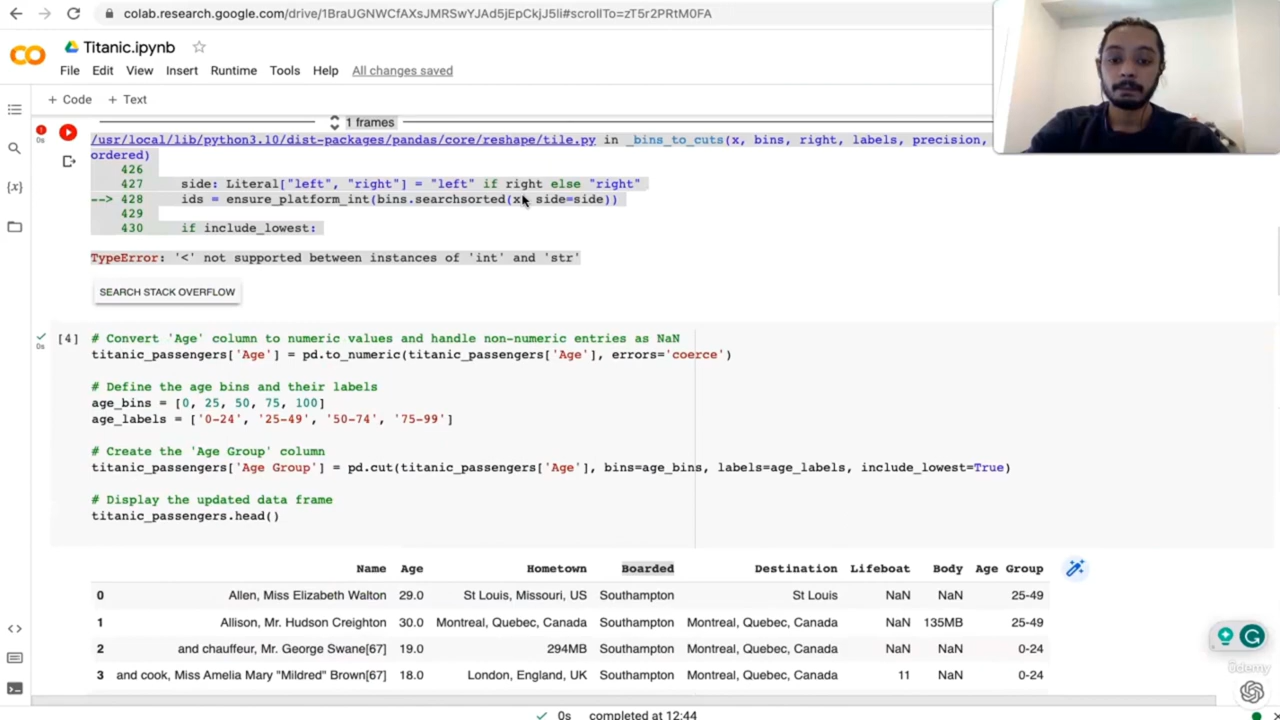 colab.research.google.com/drive/1BraUGNWCfAXsJMRSwYJAd5jEpCkjJ5li#scrollTo=zT5r2PRtM0FA
Titanic.ipynb
File Edit View Insert Runtime Tools Help All changes saved
+ Code + Text
1 frames
/usr/local/lib/python3.10/dist-packages/pandas/core/reshape/tile.py in _bins_to_cuts(x, bins, right, labels, precision,
ordered)
426
427 side: Literal["left", "right"] = "left" if right else "right"
--> 428 ids = ensure_platform_int(bins.searchsorted(x, side=side))
429
430 if include_lowest:
TypeError: '<' not supported between instances of 'int' and 'str'
SEARCH STACK OVERFLOW
[4] # Convert 'Age' column to numeric values and handle non-numeric entries as NaN
titanic_passengers['Age'] = pd.to_numeric(titanic_passengers['Age'], errors='coerce')
# Define the age bins and their labels
age_bins = [0, 25, 50, 75, 100]
age_labels = ['0-24', '25-49', '50-74', '75-99']
# Create the 'Age Group' column
titanic_passengers['Age Group'] = pd.cut(titanic_passengers['Age'], bins=age_bins, labels=age_labels, include_lowest=True)
# Display the updated data frame
titanic_passengers.head()
Name Age Hometown Boarded Destination Lifeboat Body Age Group
0 Allen, Miss Elizabeth Walton 29.0 St Louis, Missouri, US Southampton St Louis NaN NaN 25-49
1 Allison, Mr. Hudson Creighton 30.0 Montreal, Quebec, Canada Southampton Montreal, Quebec, Canada NaN 135MB 25-49
2 and chauffeur, Mr. George Swane[67] 19.0 294MB Southampton Montreal, Quebec, Canada NaN NaN 0-24
3 and cook, Miss Amelia Mary "Mildred" Brown[67] 18.0 London, England, UK Southampton Montreal, Quebec, Canada 11 NaN 0-24
ûdemy
0s completed at 12:44